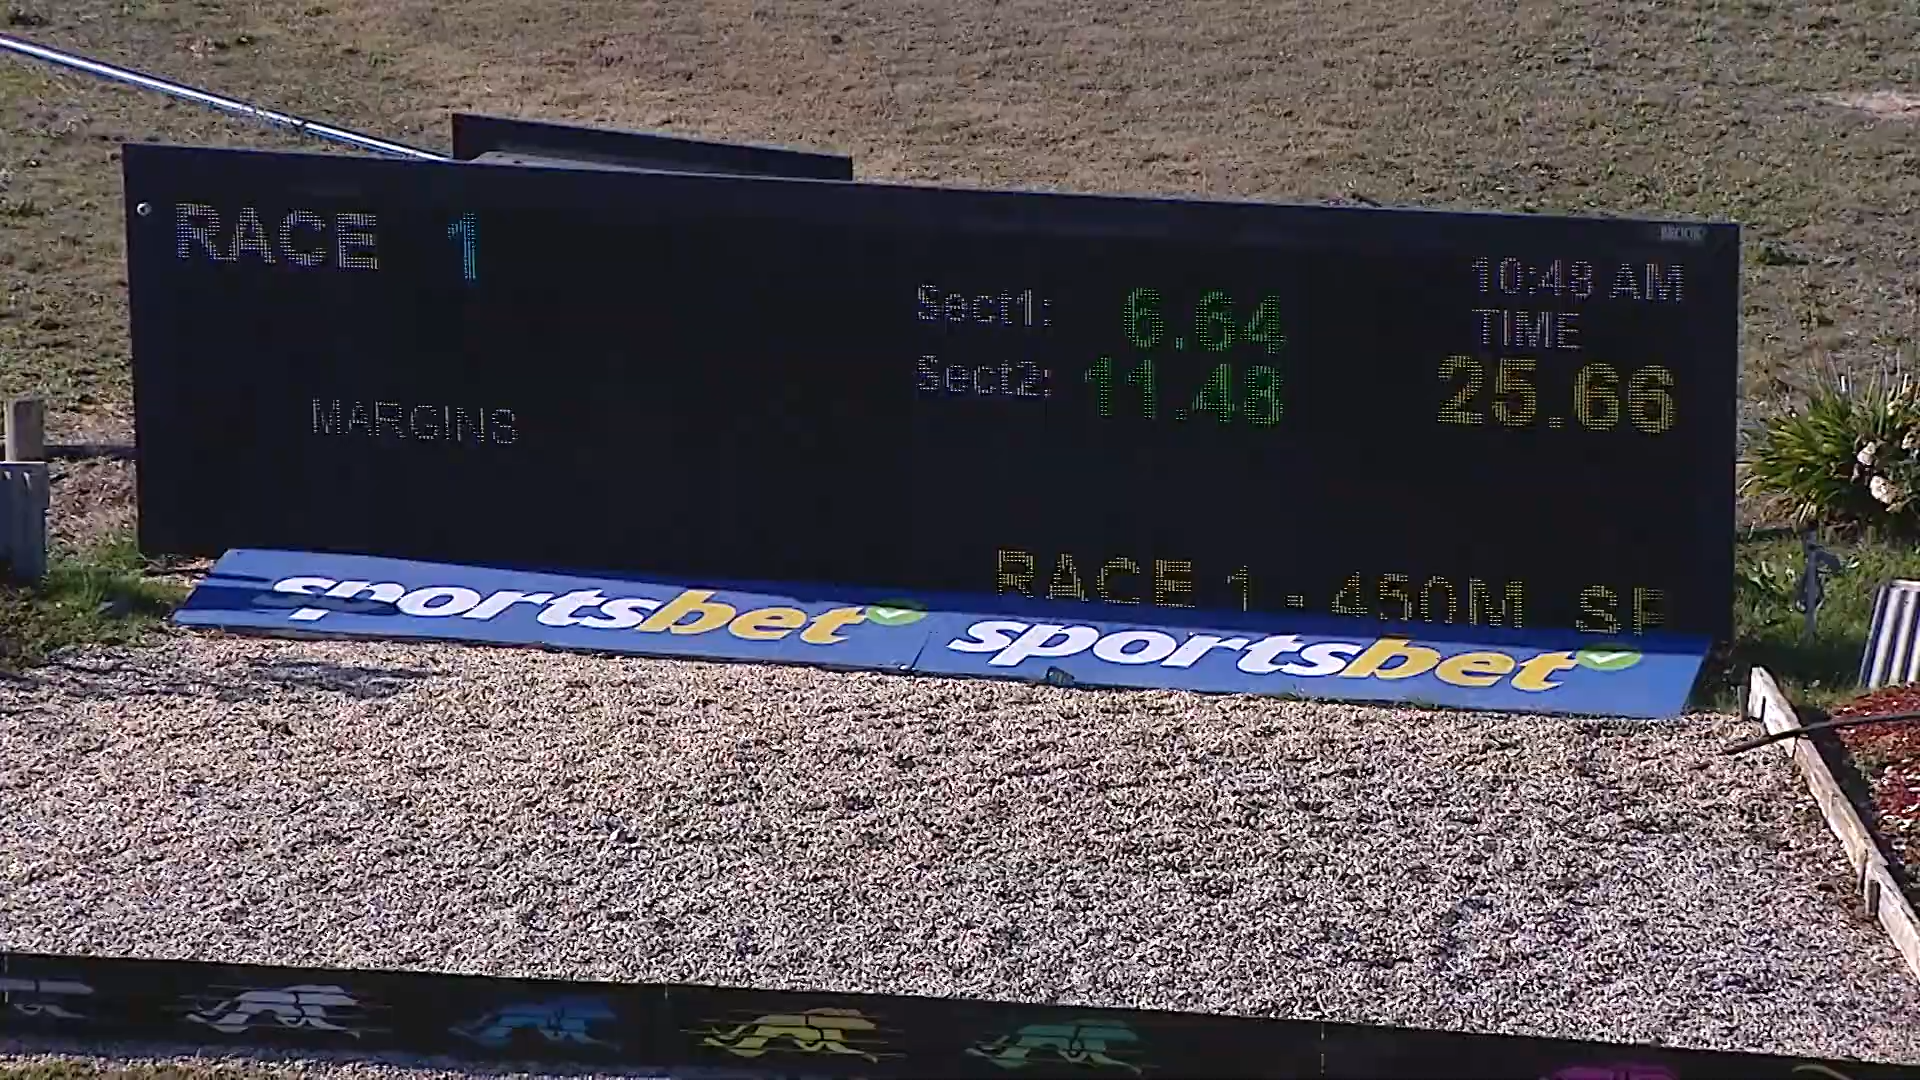 RACE 1
10:48 AM
Sect1: 6.64
TIME
Sect2: 11.48
25.66
MARGINS
RACE 1 - 450M SP
sportsbet sportsbet